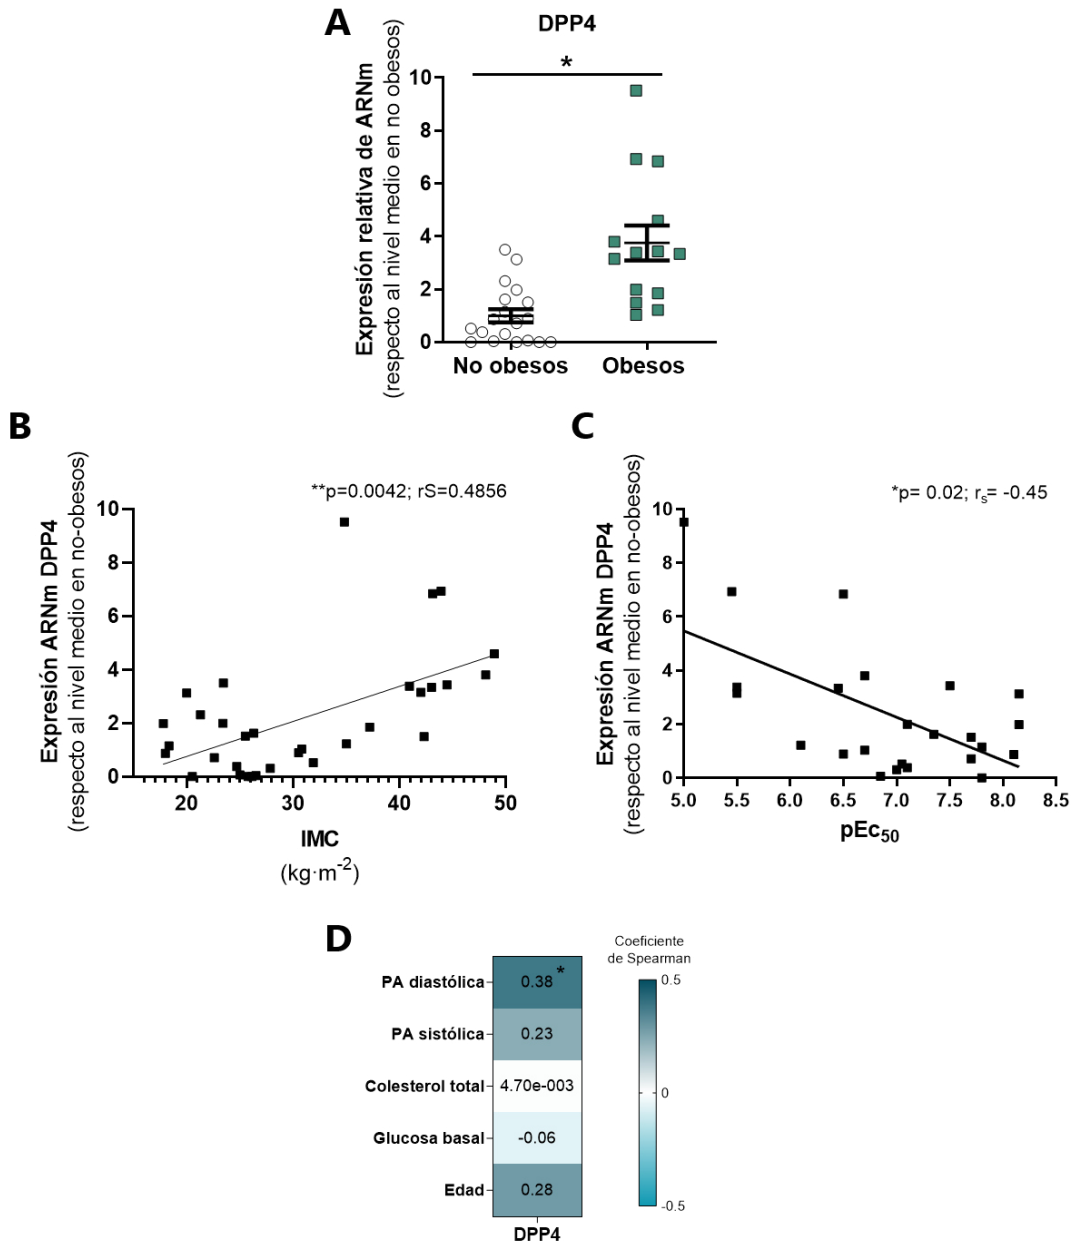 A
DPP4
*
Expresión relativa de ARNm
(respecto al nivel medio en no obesos)
10
8
6
4
2
0
No obesos
Obesos
B
**p=0.0042; rS=0.4856
Expresión ARNm DPP4
(respecto al nivel medio en no-obesos)
10
8
6
4
2
0
20
30
40
50
IMC
(kg·m⁻²)
C
*p= 0.02; rₛ= -0.45
Expresión ARNm DPP4
(respecto al nivel medio en no-obesos)
10
8
6
4
2
0
5.0
5.5
6.0
6.5
7.0
7.5
8.0
8.5
pEc₅₀
D
PA diastólica
0.38 *
PA sistólica
0.23
Colesterol total
4.70e-003
Glucosa basal
-0.06
Edad
0.28
DPP4
Coeficiente
de Spearman
0.5
0
-0.5